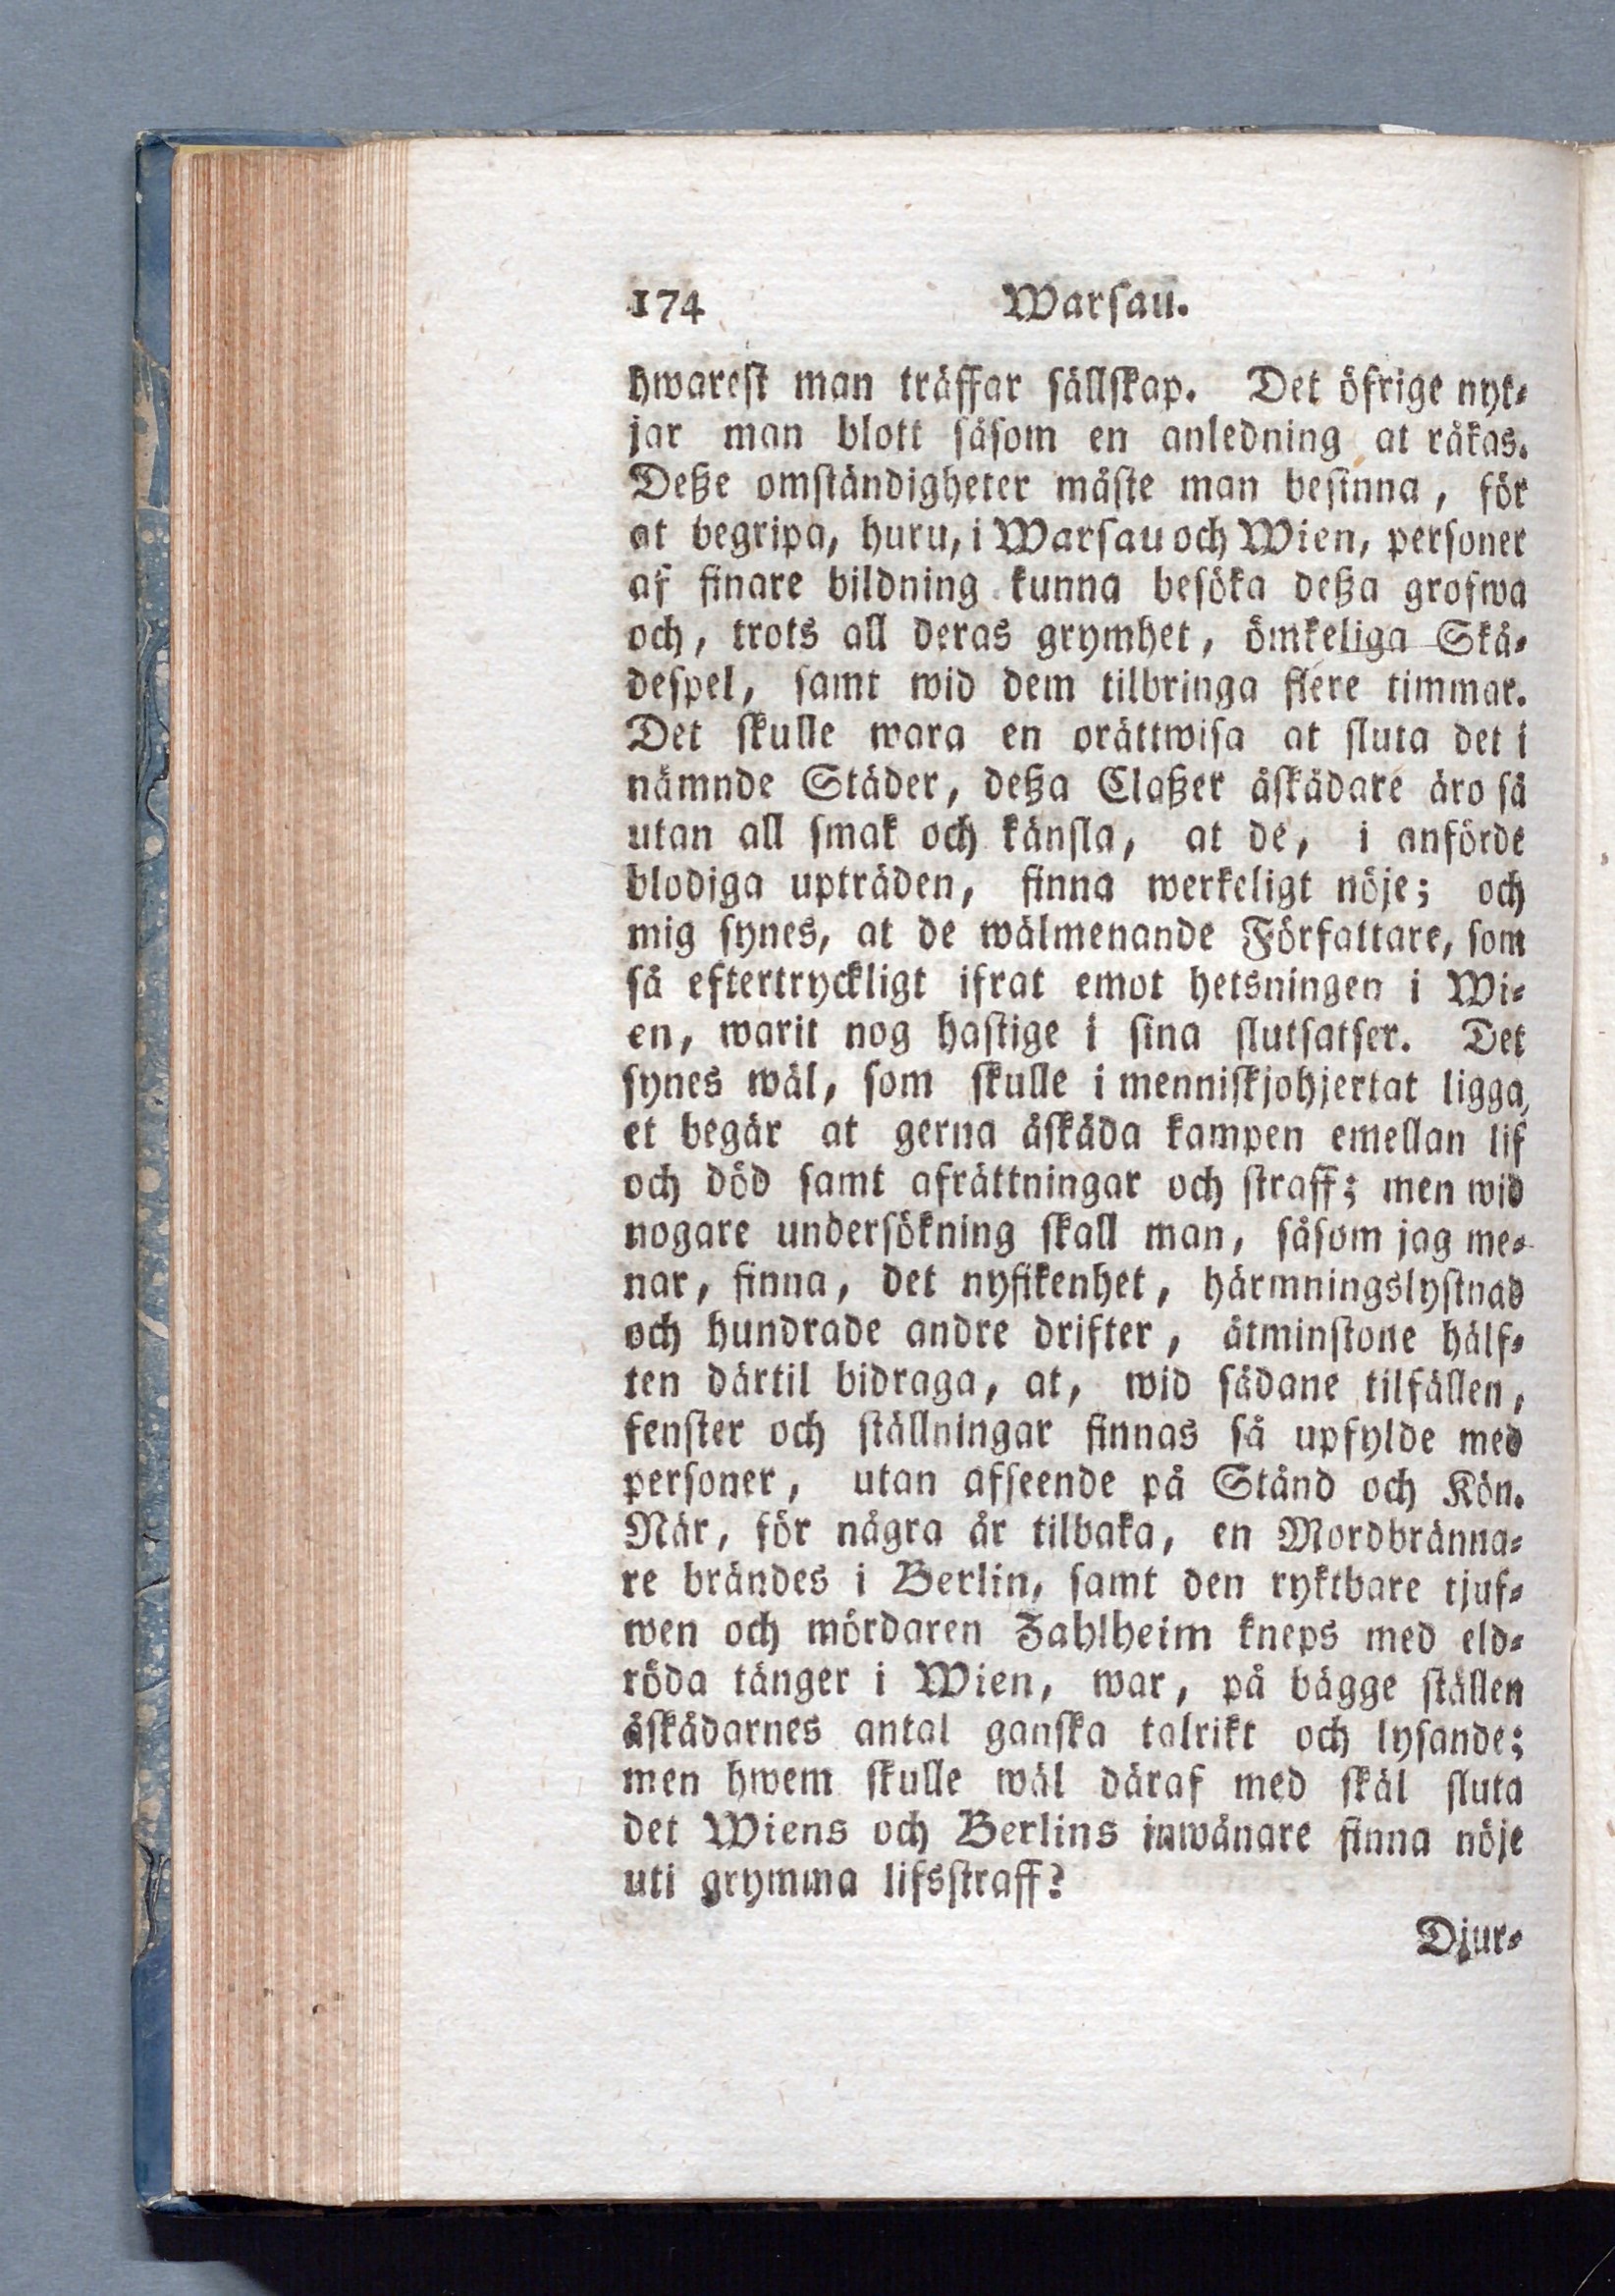 174 Warsau.
hwarest man träffar sällskap. Det öfrige nyt-
jar man blott såsom en anledning at råkas.
Deße omständigheter måste man besinna, för
at begripa, huru, i Warsau och Wien, personer
af finare bildning kunna besöka deßa grofwa
och, trots all deras grymhet, ömkeliga Skå-
despel, samt wid dem tilbringa flere timmar.
Det skulle wara en orättwisa at sluta det i
nämnde Städer, deßa Claßer åskådare äro så
utan all smak och känsla, at de, i anförde
blodiga upträden, finna werkeligt nöje; och
mig synes, at de wälmenande Författare, som
så eftertryckligt ifrat emot hetsningen i Wi-
en, warit nog hastige i sina slutsatser. Det
synes wäl, som skulle i menniskjohjertat ligga,
et begär at gerna åskåda kampen emellan lif
och död samt afrättningar och straff; men wid
nogare undersökning skall man, såsom jag me-
nar, finna, det nyfikenhet, härmningslystnad
och hundrade andre drifter, åtminstone hälf-
ten därtil bidraga, at, wid sådane tilfällen,
fenster och ställningar finnas så upfylde med
personer, utan afseende på Stånd och Kön.
När, för några år tilbaka, en Mordbränna-
re brändes i Berlin, samt den ryktbare tjuf-
wen och mördaren Zahlheim kneps med eld-
röda tänger i Wien, war, på bägge ställen
åskådarnes antal ganska talrikt och lysande;
men hwem skulle wäl däraf med skäl sluta
det Wiens och Berlins inwånare finna nöje
uti grymma lifsstraff?
Djur-